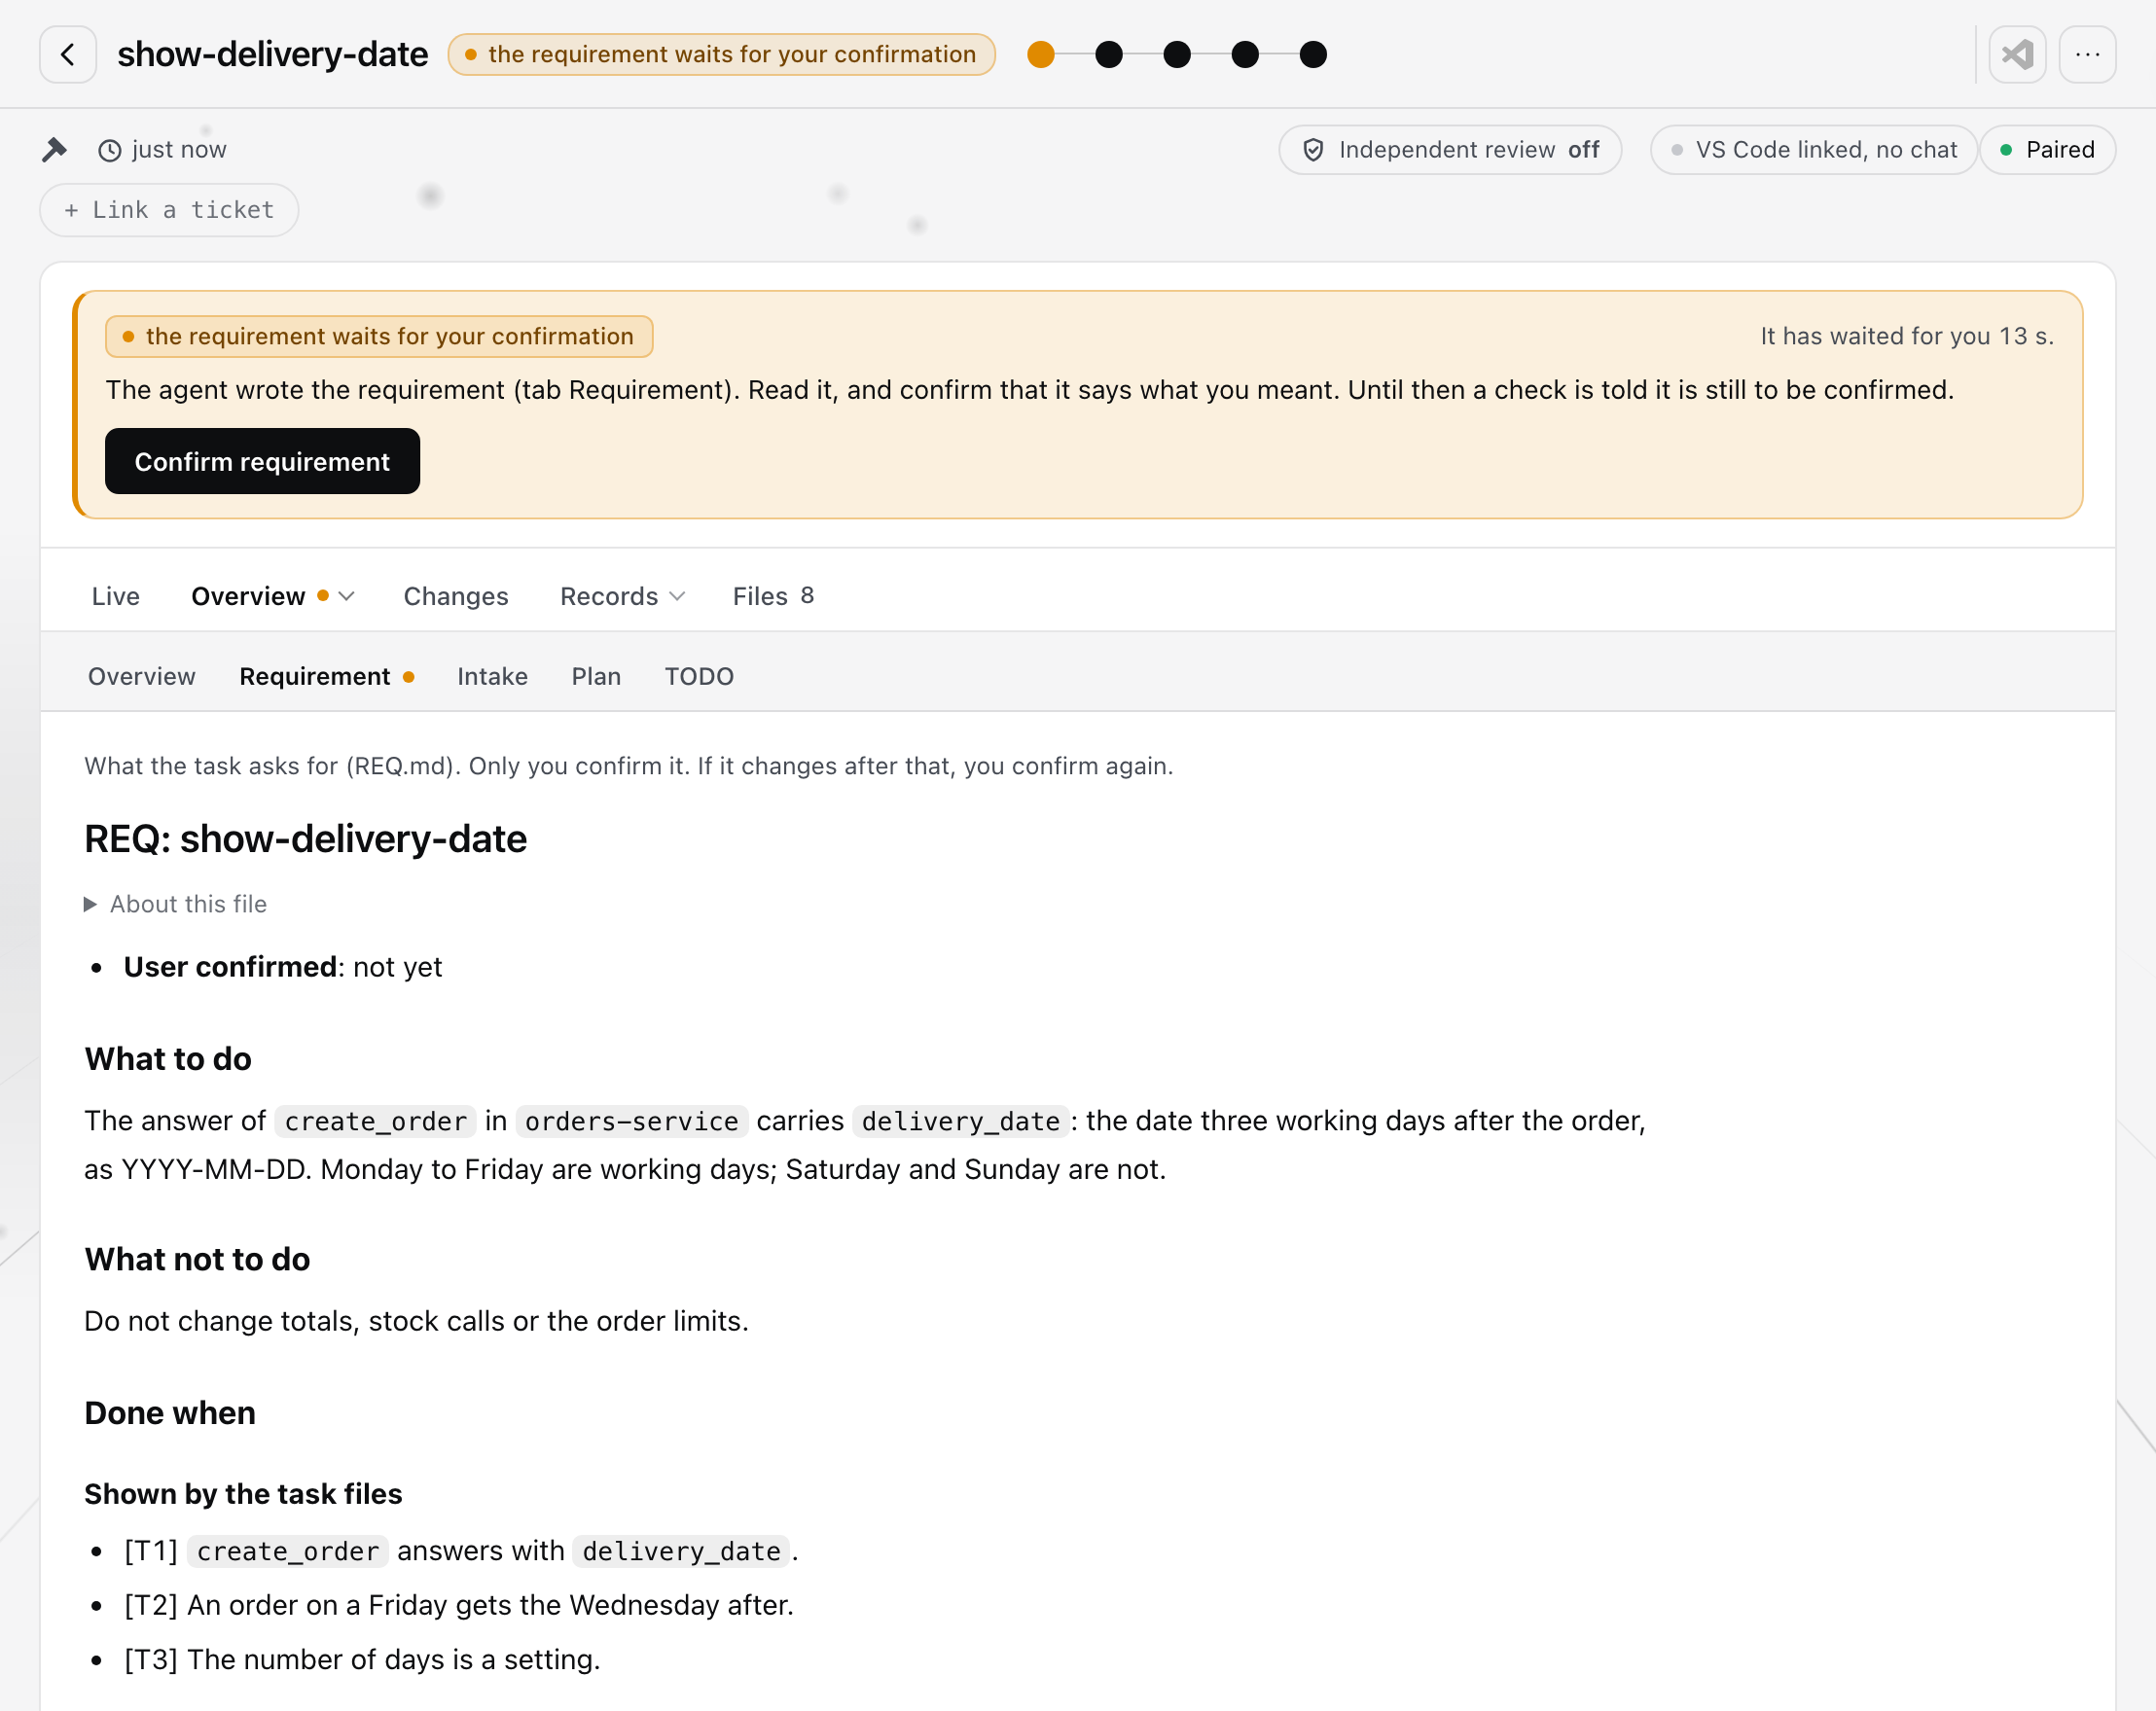 show-delivery-date
the requirement waits for your confirmation
just now
Independent review off
VS Code linked, no chat
Paired
+ Link a ticket
the requirement waits for your confirmation
It has waited for you 13 s.
The agent wrote the requirement (tab Requirement). Read it, and confirm that it says what you meant. Until then a check is told it is still to be confirmed.
Confirm requirement
Live Overview Changes Records Files 8
Overview Requirement Intake Plan TODO
What the task asks for (REQ.md). Only you confirm it. If it changes after that, you confirm again.
REQ: show-delivery-date
About this file
• User confirmed: not yet
What to do
The answer of create_order in orders-service carries delivery_date: the date three working days after the order,
as YYYY-MM-DD. Monday to Friday are working days; Saturday and Sunday are not.
What not to do
Do not change totals, stock calls or the order limits.
Done when
Shown by the task files
• [T1] create_order answers with delivery_date.
• [T2] An order on a Friday gets the Wednesday after.
• [T3] The number of days is a setting.